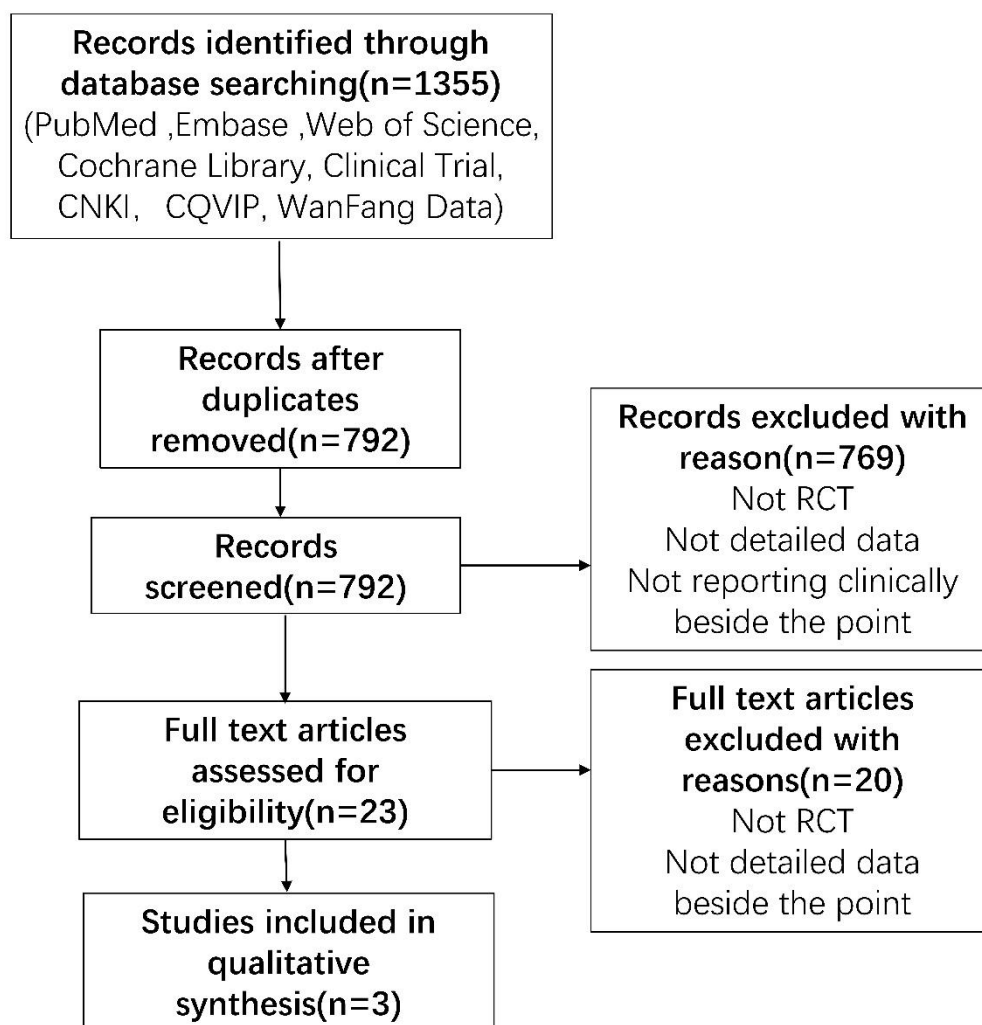 Records identified through
database searching(n=1355)
(PubMed ,Embase ,Web of Science,
Cochrane Library, Clinical Trial,
CNKI, CQVIP, WanFang Data)
Records after
duplicates
removed(n=792)
Records
screened(n=792)
Records excluded with
reason(n=769)
Not RCT
Not detailed data
Not reporting clinically
beside the point
Full text articles
assessed for
eligibility(n=23)
Full text articles
excluded with
reasons(n=20)
Not RCT
Not detailed data
beside the point
Studies included in
qualitative
synthesis(n=3)